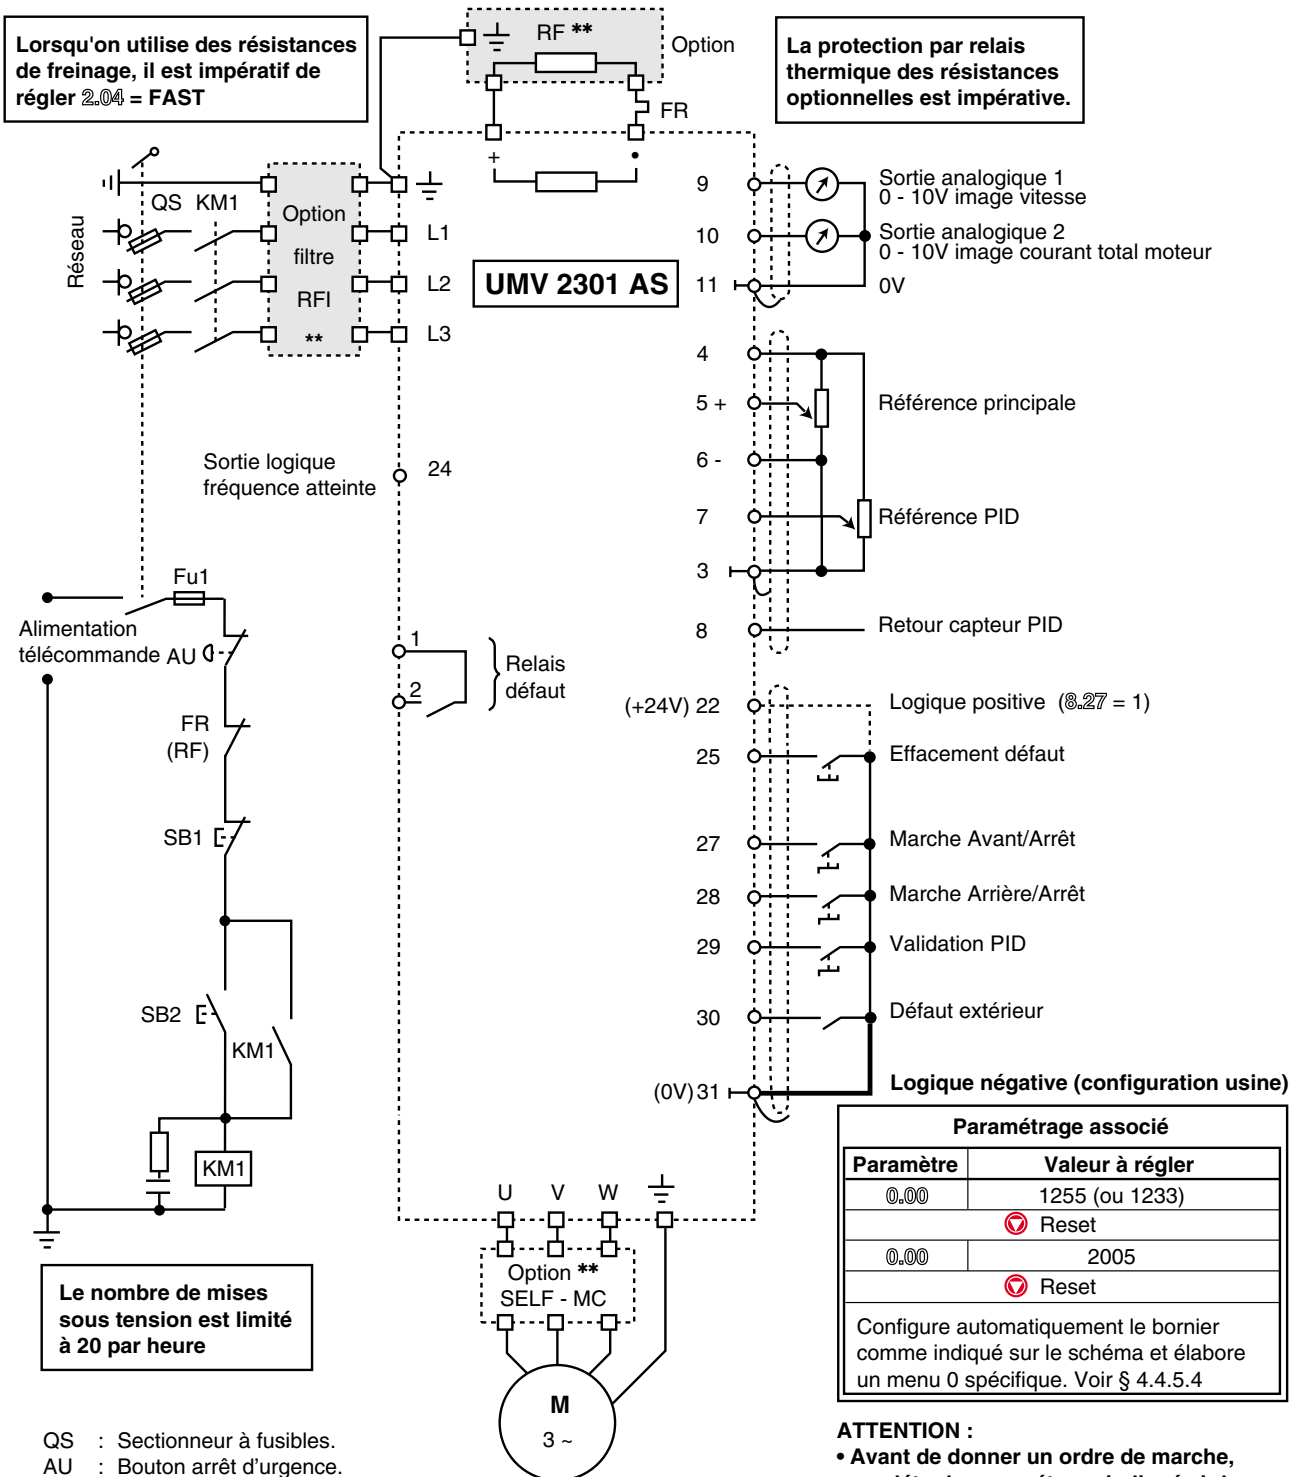 Lorsqu'on utilise des résistances
de freinage, il est impératif de
régler 2.04 = FAST
RF **
Option
La protection par relais
thermique des résistances
optionnelles est impérative.
FR
+
Réseau
QS KM1
Option
filtre
RFI
**
L1
L2
L3
UMV 2301 AS
9
Sortie analogique 1
0 - 10V image vitesse
10
Sortie analogique 2
0 - 10V image courant total moteur
11
0V
4
5 +
Référence principale
6 -
7
Référence PID
3
8
Retour capteur PID
Sortie logique
fréquence atteinte
24
Fu1
Alimentation
télécommande AU
1
2
Relais
défaut
FR
(RF)
SB1
SB2
KM1
KM1
(+24V) 22
Logique positive (8.27 = 1)
25
Effacement défaut
27
Marche Avant/Arrêt
28
Marche Arrière/Arrêt
29
Validation PID
30
Défaut extérieur
(0V) 31
Logique négative (configuration usine)
Paramétrage associé
Paramètre Valeur à régler
0.00 1255 (ou 1233)
Reset
0.00 2005
Reset
Configure automatiquement le bornier
comme indiqué sur le schéma et élabore
un menu 0 spécifique. Voir § 4.4.5.4
U V W
Option **
SELF - MC
M
3 ~
Le nombre de mises
sous tension est limité
à 20 par heure
QS : Sectionneur à fusibles.
AU : Bouton arrêt d'urgence.
ATTENTION :
• Avant de donner un ordre de marche,